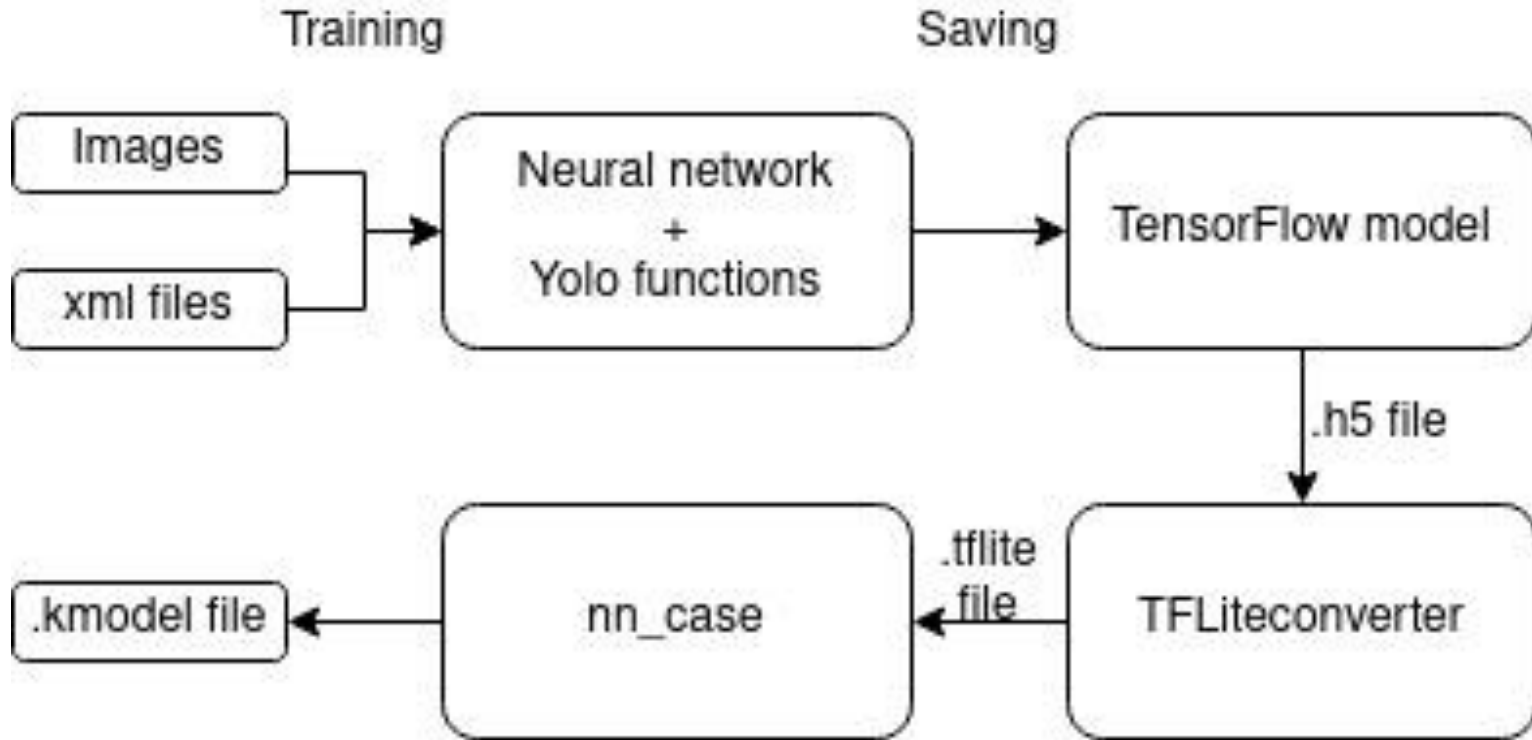 Training
Saving
Images
xml files
Neural network
+
Yolo functions
TensorFlow model
.h5 file
.kmodel file
nn_case
.tflite
file
TFLiteconverter